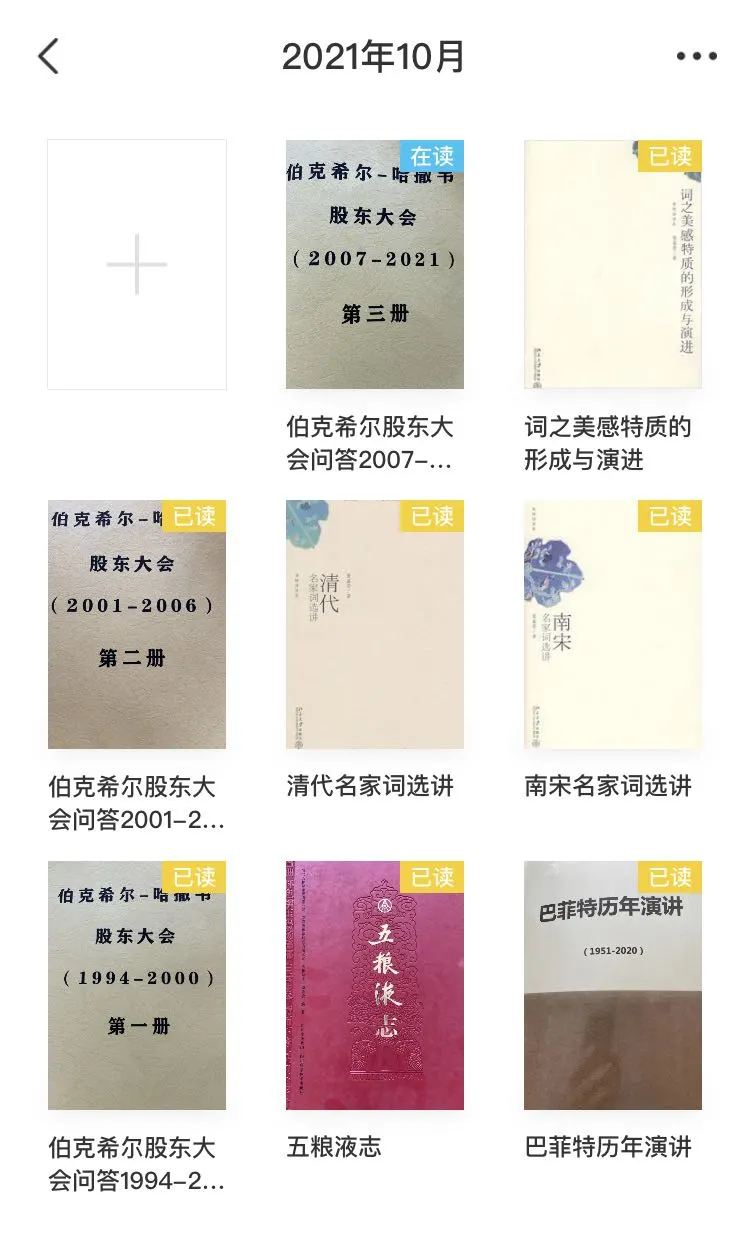 2021年10月
在读
伯克希尔-哈撒韦
股东大会
(2007-2021)
第三册
伯克希尔股东大
会问答2007-...
已读
词之美感特质的形成与演进
词之美感特质的
形成与演进
已读
伯克希尔-哈
股东大会
(2001-2006)
第二册
伯克希尔股东大
会问答2001-2...
已读
清代
名家词选讲
清代名家词选讲
已读
南宋
名家词选讲
南宋名家词选讲
已读
伯克希尔-哈撒韦
股东大会
(1994-2000)
第一册
伯克希尔股东大
会问答1994-2...
已读
五粮液志
五粮液志
已读
巴菲特历年演讲
(1951-2020)
巴菲特历年演讲